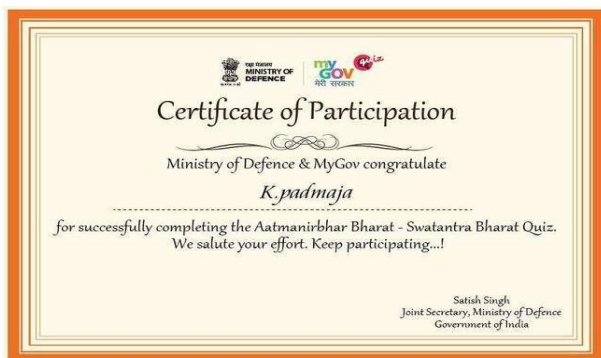 रक्षा मंत्रालय
MINISTRY OF
DEFENCE
my
GOV
quiz
मेरी सरकार
Certificate of Participation
Ministry of Defence & MyGov congratulate
K.padmaja
for successfully completing the Aatmanirbhar Bharat - Swatantra Bharat Quiz.
We salute your effort. Keep participating...!
Satish Singh
Joint Secretary, Ministry of Defence
Government of India